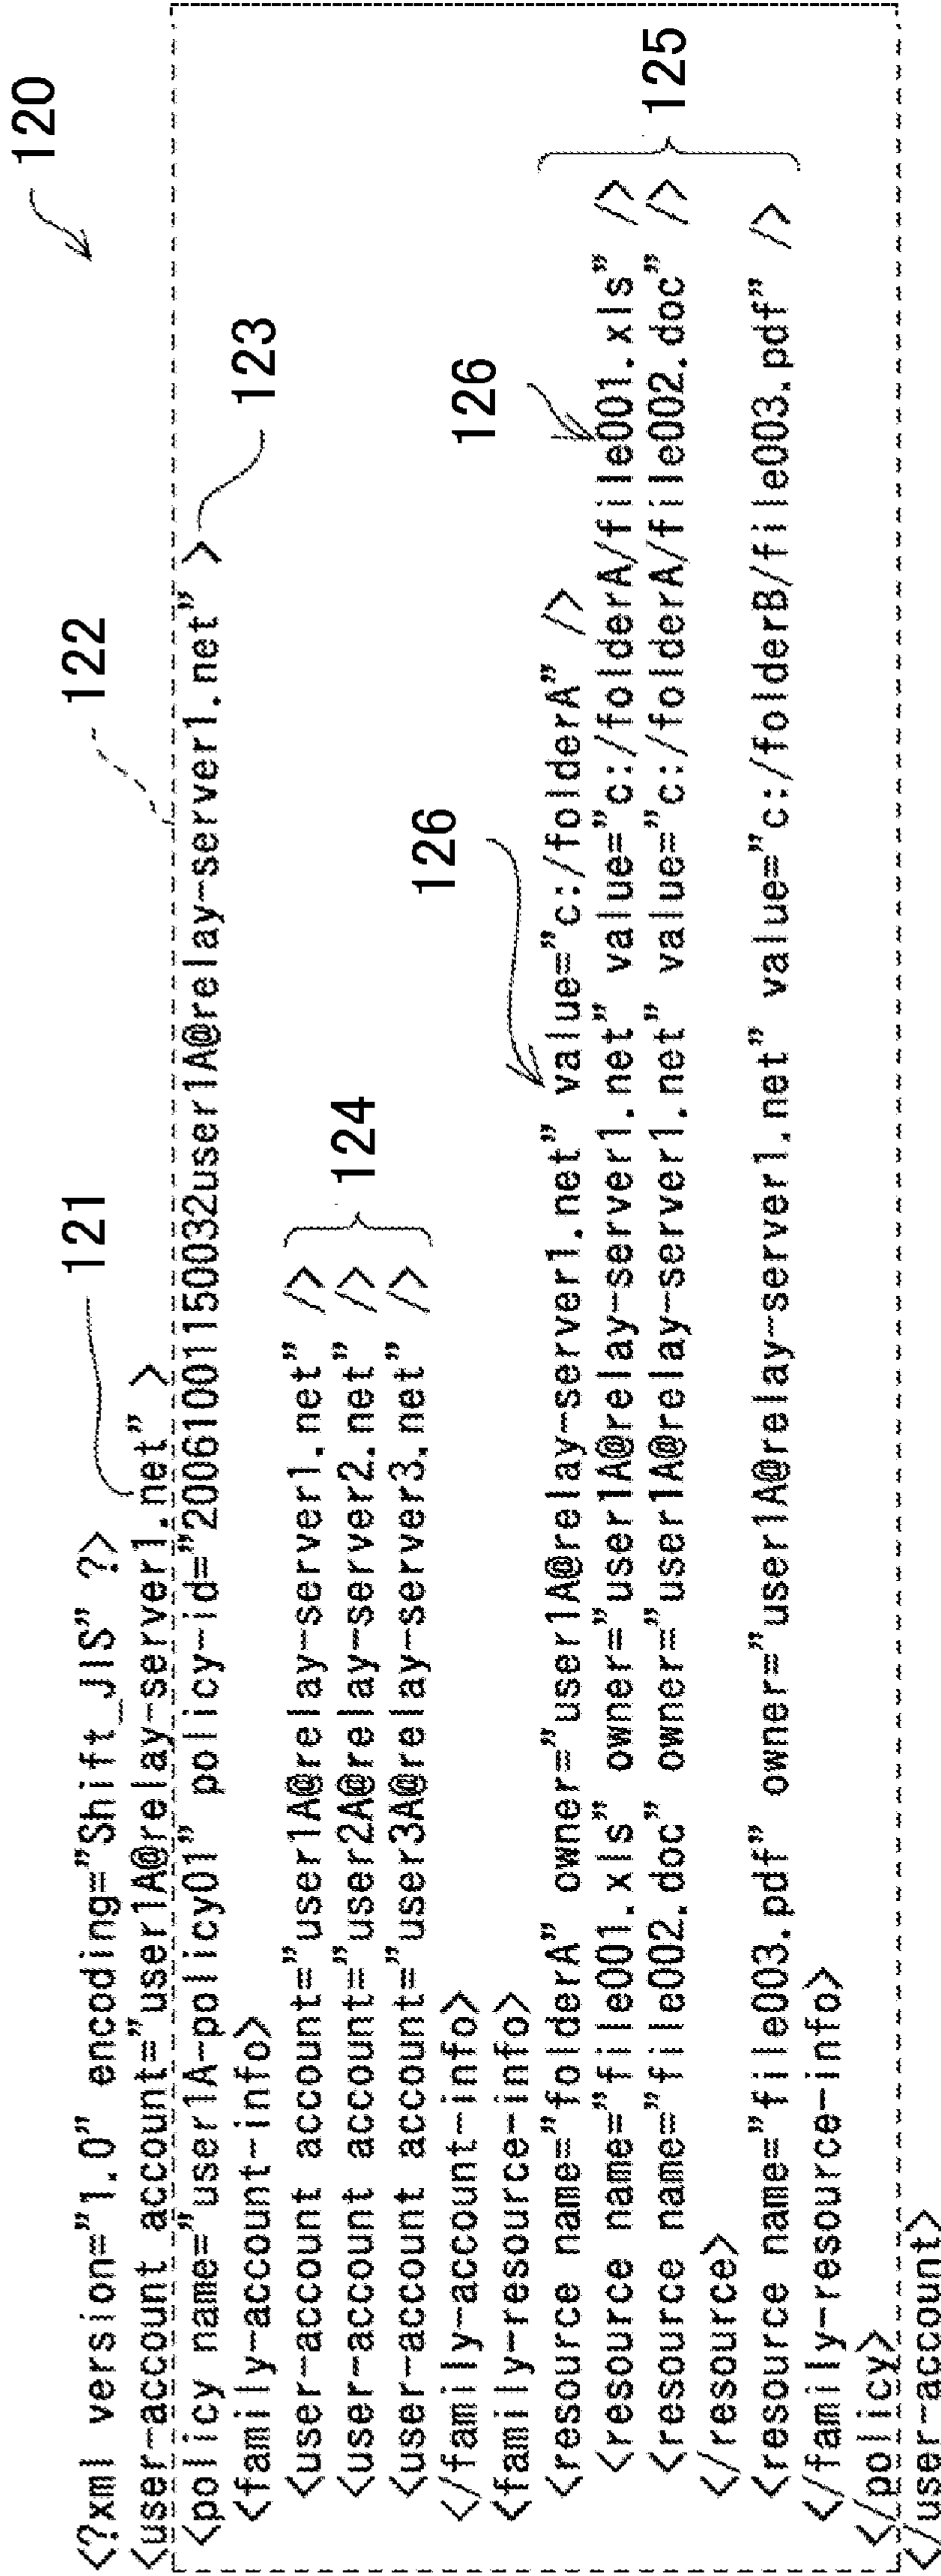 120
<?xml version="1.0" encoding="Shift_JIS" ?>
121
<user-account account="user1A@relay-server1.net" >
122
<policy name="user1A-policy01" policy-id="20061001150032user1A@relay-server1.net" >
123
<family-account-info>
<user-account account="user1A@relay-server1.net" />
<user-account account="user2A@relay-server2.net" />
<user-account account="user3A@relay-server3.net" />
124
</family-account-info>
<family-resource-info>
126
126
<resource name="folderA" owner="user1A@relay-server1.net" value="c:/folderA" />
<resource name="file001.xls" owner="user1A@relay-server1.net" value="c:/folderA/file001.xls" />
<resource name="file002.doc" owner="user1A@relay-server1.net" value="c:/folderA/file002.doc" />
125
</resource>
<resource name="file003.pdf" owner="user1A@relay-server1.net" value="c:/folderB/file003.pdf" />
</family-resource-info>
</policy>
</user-account>